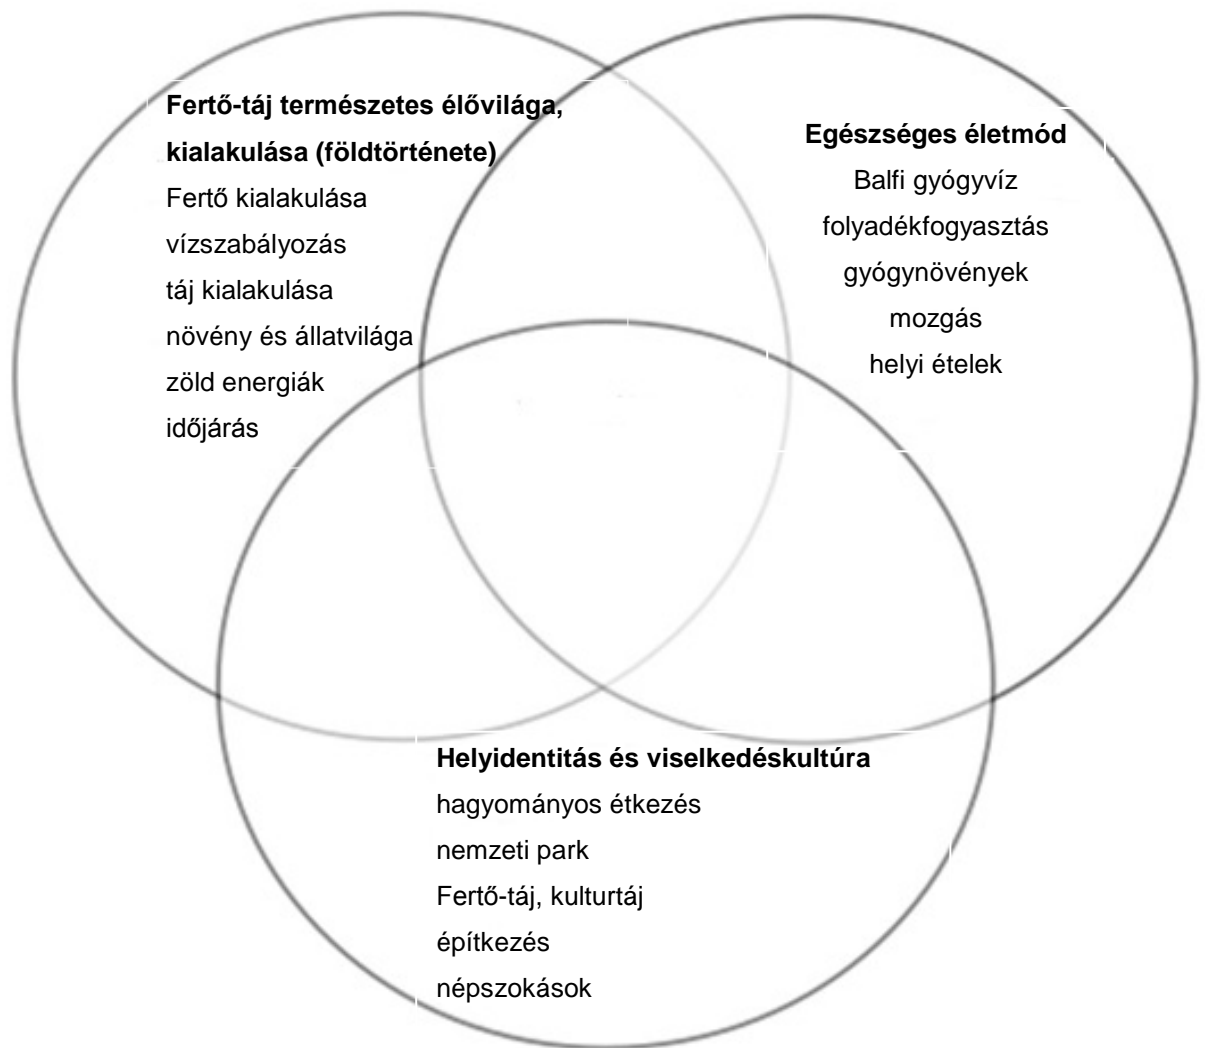 Fertő-táj természetes élővilága,
kialakulása (földtörténete)
Fertő kialakulása
vízszabályozás
táj kialakulása
növény és állatvilága
zöld energiák
időjárás
Egészséges életmód
Balfi gyógyvíz
folyadékfogyasztás
gyógynövények
mozgás
helyi ételek
Helyidentitás és viselkedéskultúra
hagyományos étkezés
nemzeti park
Fertő-táj, kulturtáj
építkezés
népszokások